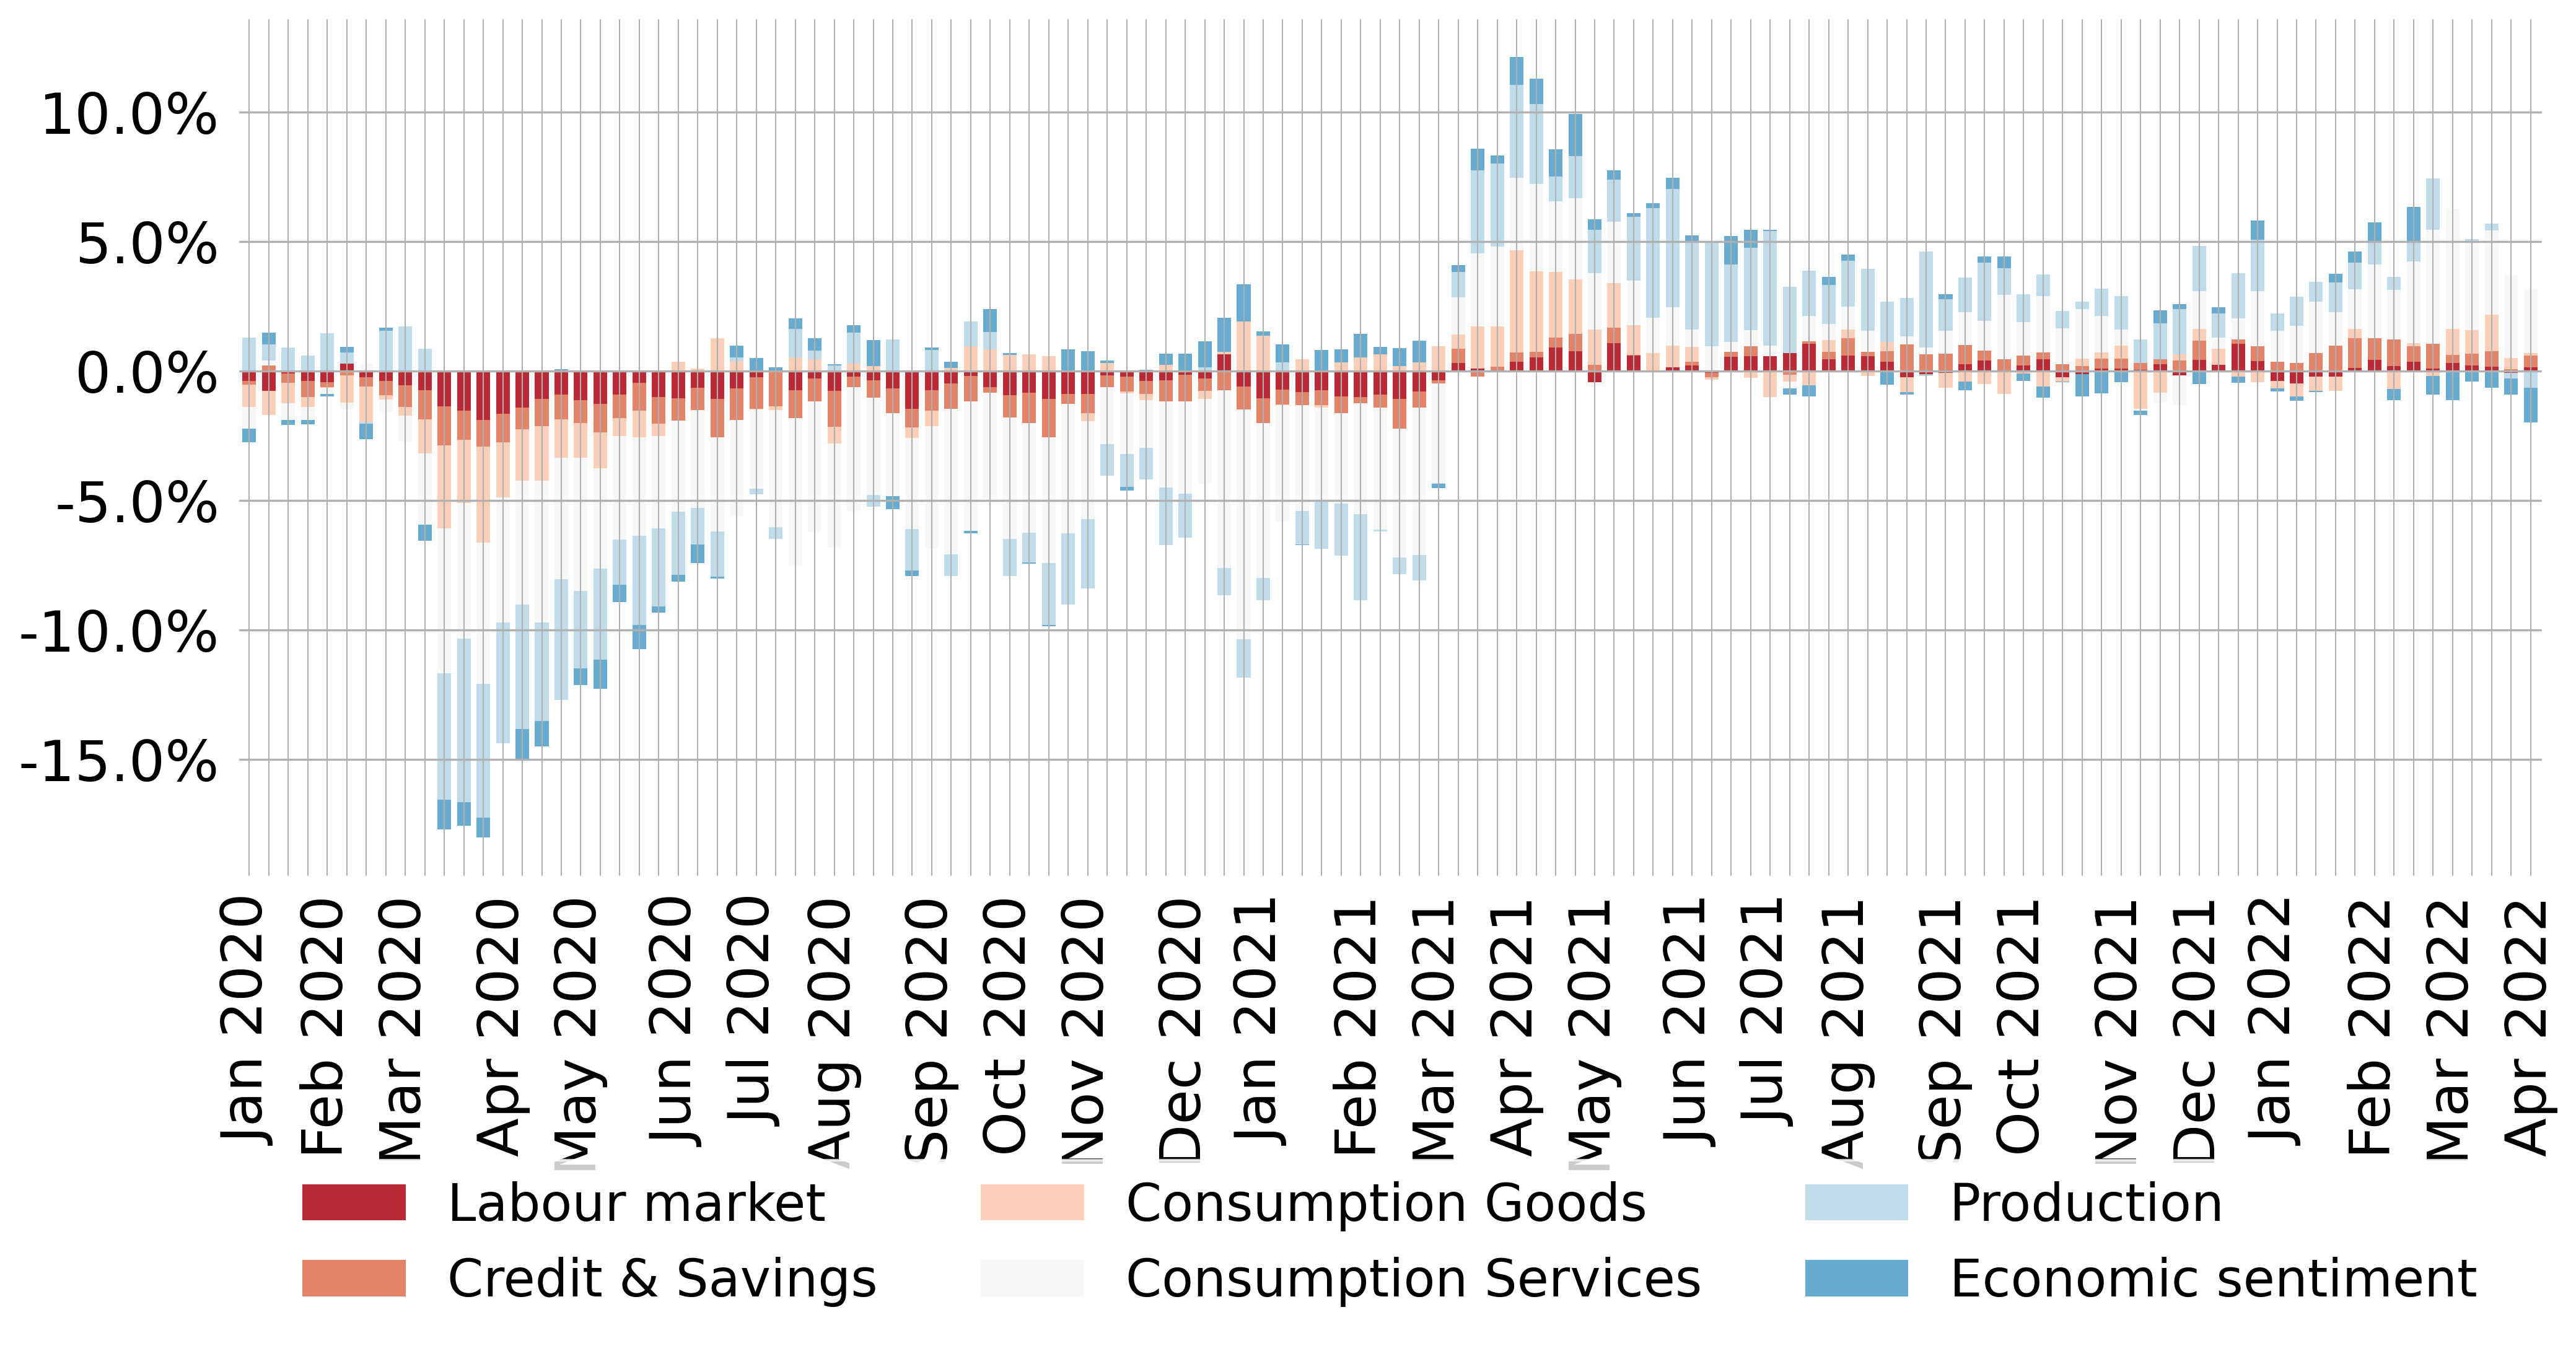 10.0%
5.0%
0.0%
-5.0%
-10.0%
-15.0%
Jan 2020
Feb 2020
Mar 2020
Apr 2020
May 2020
Jun 2020
Jul 2020
Aug 2020
Sep 2020
Oct 2020
Nov 2020
Dec 2020
Jan 2021
Feb 2021
Mar 2021
Apr 2021
May 2021
Jun 2021
Jul 2021
Aug 2021
Sep 2021
Oct 2021
Nov 2021
Dec 2021
Jan 2022
Feb 2022
Mar 2022
Apr 2022
Labour market
Consumption Goods
Production
Credit & Savings
Consumption Services
Economic sentiment